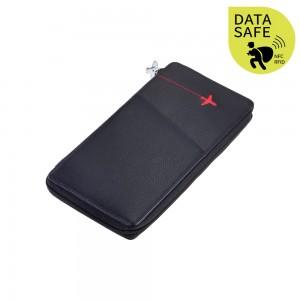 DATA
SAFE
NFC
RFID